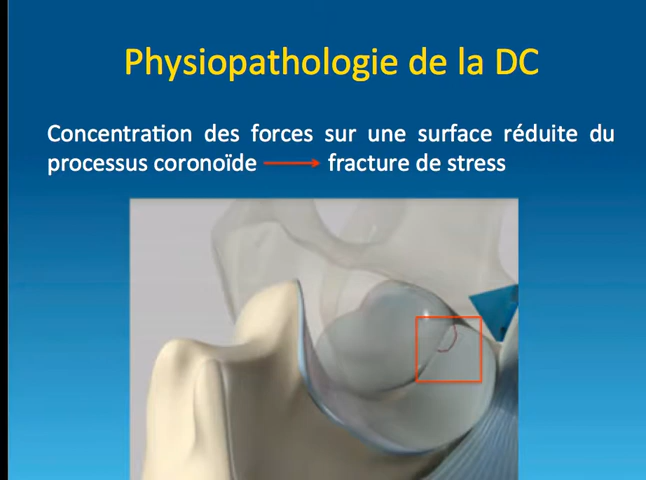 Physiopathologie de la DC
Concentration des forces sur une surface réduite du
processus coronoïde fracture de stress